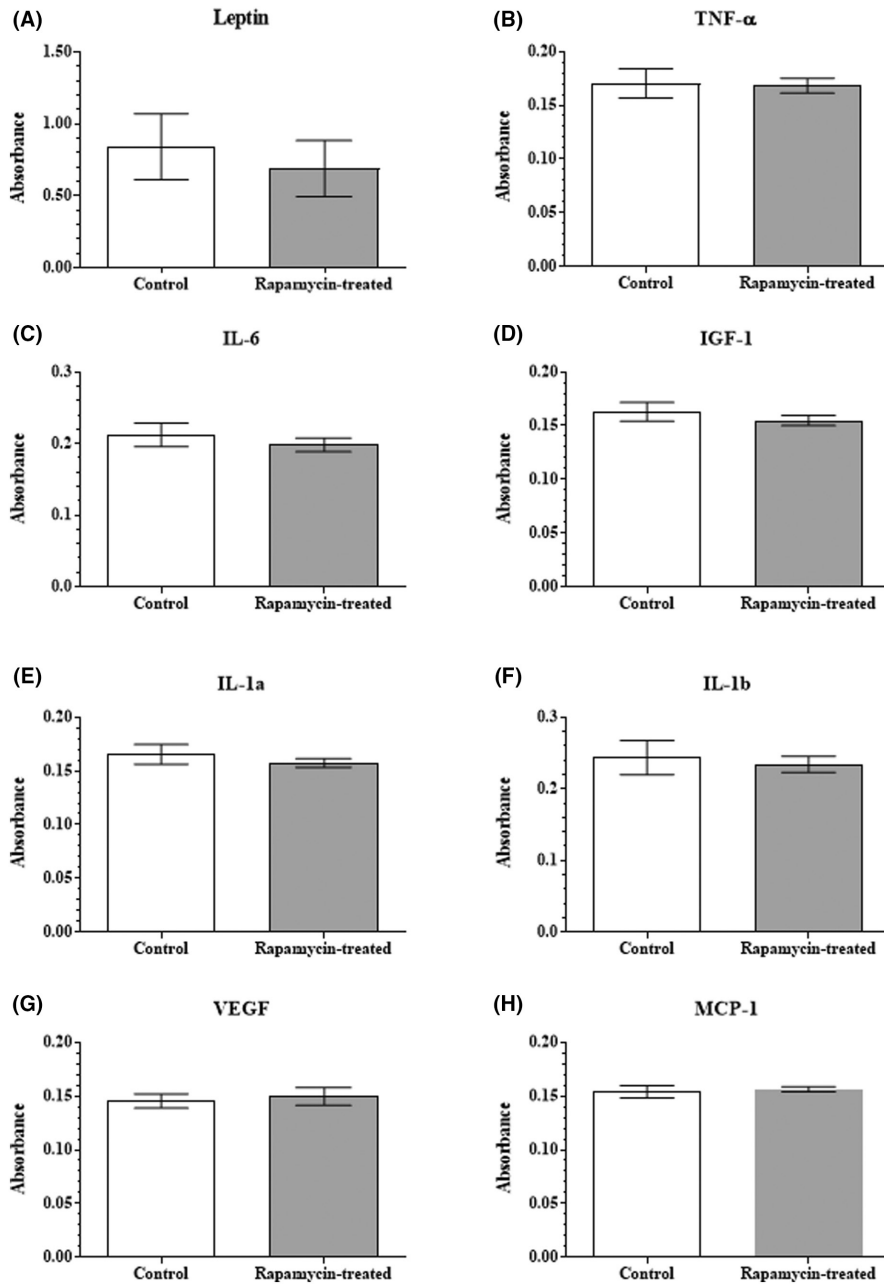 (A)
Leptin
1.50
1.00
0.50
0.00
Absorbance
Control
Rapamycin-treated
(B)
TNF-α
0.20
0.15
0.10
0.05
0.00
Absorbance
Control
Rapamycin-treated
(C)
IL-6
0.3
0.2
0.1
0.0
Absorbance
Control
Rapamycin-treated
(D)
IGF-1
0.20
0.15
0.10
0.05
0.00
Absorbance
Control
Rapamycin-treated
(E)
IL-1a
0.20
0.15
0.10
0.05
0.00
Absorbance
Control
Rapamycin-treated
(F)
IL-1b
0.3
0.2
0.1
0.0
Absorbance
Control
Rapamycin-treated
(G)
VEGF
0.20
0.15
0.10
0.05
0.00
Absorbance
Control
Rapamycin-treated
(H)
MCP-1
0.20
0.15
0.10
0.05
0.00
Absorbance
Control
Rapamycin-treated